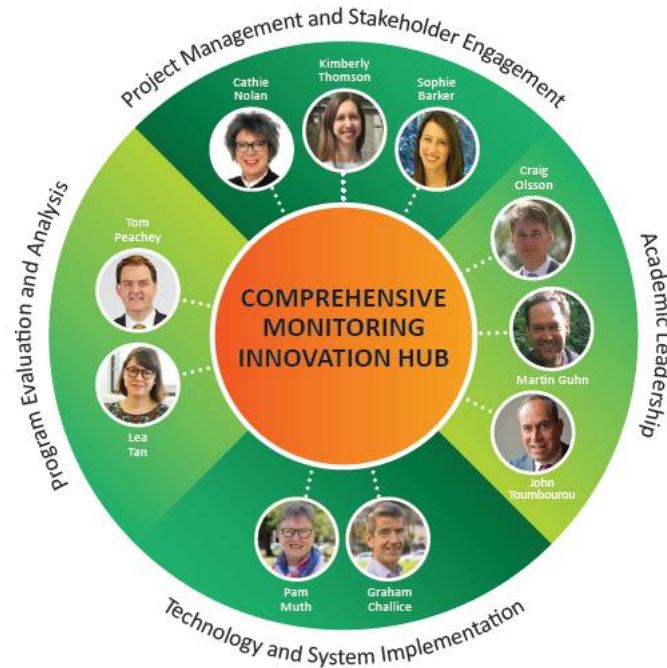 Project Management and Stakeholder Engagement
Cathie
Nolan
Kimberly
Thomson
Sophie
Barker
Craig
Olsson
Academic Leadership
Martin Guhn
John
Toumbourou
Program Evaluation and Analysis
Tom
Peachey
Lea
Tan
COMPREHENSIVE
MONITORING
INNOVATION HUB
Pam
Muth
Graham
Challice
Technology and System Implementation